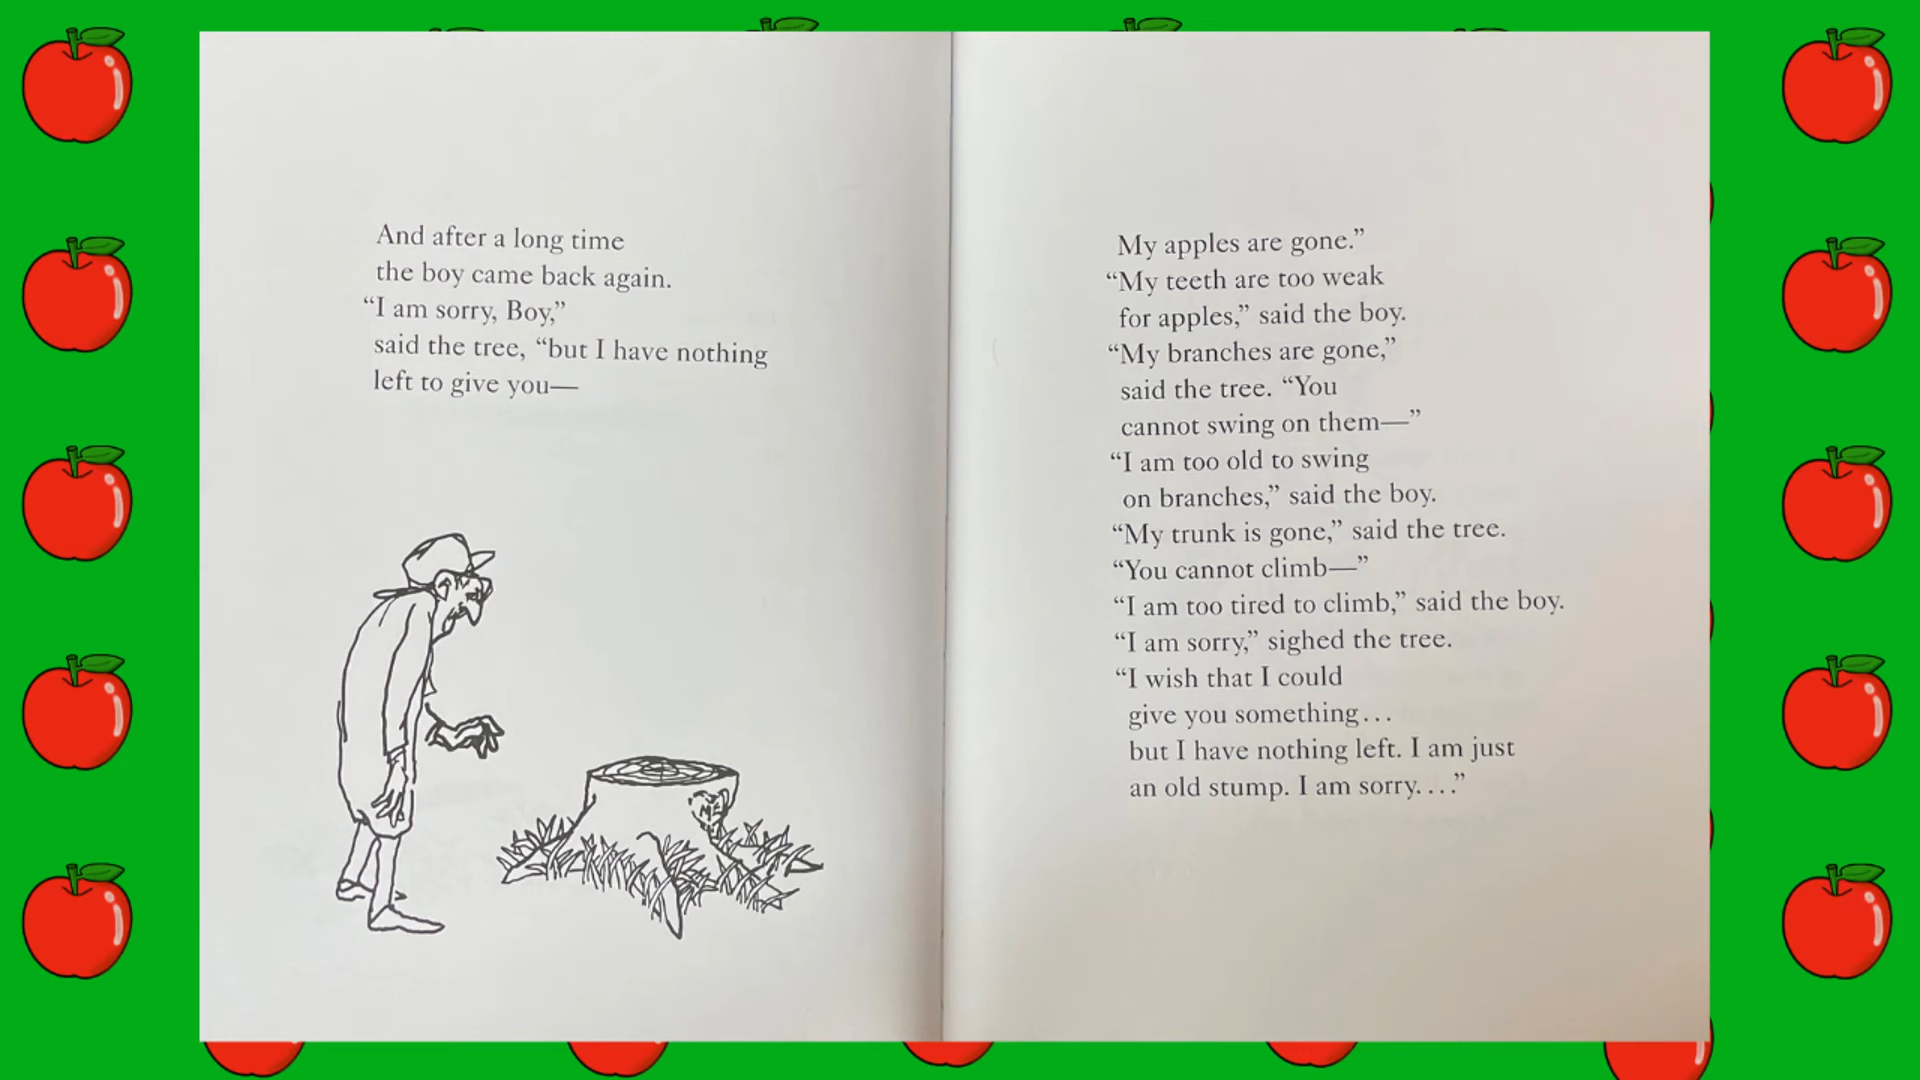 And after a long time
the boy came back again.
“I am sorry, Boy,”
said the tree, “but I have nothing
left to give you—
ME
My apples are gone.”
“My teeth are too weak
for apples,” said the boy.
“My branches are gone,”
said the tree. “You
cannot swing on them—”
“I am too old to swing
on branches,” said the boy.
“My trunk is gone,” said the tree.
“You cannot climb—”
“I am too tired to climb,” said the boy.
“I am sorry,” sighed the tree.
“I wish that I could
give you something...
but I have nothing left. I am just
an old stump. I am sorry....”